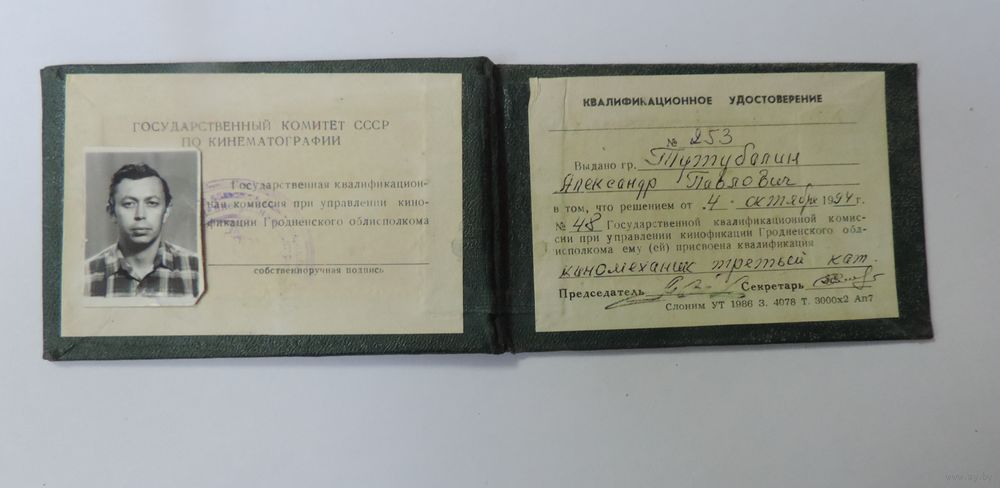 ГОСУДАРСТВЕННЫЙ КОМИТЕТ СССР
ПО КИНЕМАТОГРАФИИ
Государственная квалификацион-
ная комиссия при управлении кино-
фикации Гродненского облисполкома
собственноручная подпись
КВАЛИФИКАЦИОННОЕ УДОСТОВЕРЕНИЕ
№ 253
Выдано гр. Тутубалин
Александр Павлович
в том, что решением от 4 октября 1994 г.
№ 48 Государственной квалификационной комис-
сии при управлении кинофикации Гродненского обл-
исполкома ему (ей) присвоена квалификация
киномеханик третьей кат.
Председатель Секретарь
Слоним УТ 1986 З. 4078 Т. 3000х2 Ап7